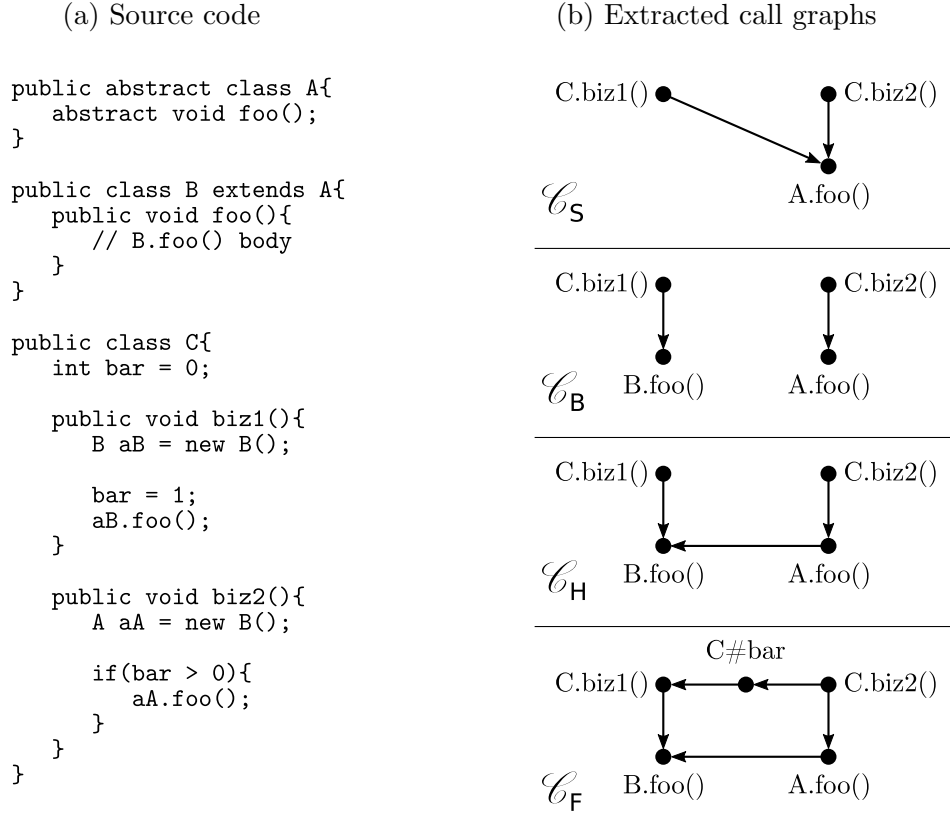 (a) Source code
public abstract class A{
abstract void foo();
}
public class B extends A{
public void foo(){
// B.foo() body
}
}
public class C{
int bar = 0;
public void biz1(){
B aB = new B();
bar = 1;
aB.foo();
}
public void biz2(){
A aA = new B();
if(bar > 0){
aA.foo();
}
}
}
(b) Extracted call graphs
C.biz1() C.biz2()
A.foo()
𝒞S
C.biz1() C.biz2()
B.foo() A.foo()
𝒞B
C.biz1() C.biz2()
B.foo() A.foo()
𝒞H
C#bar
C.biz1() C.biz2()
B.foo() A.foo()
𝒞F